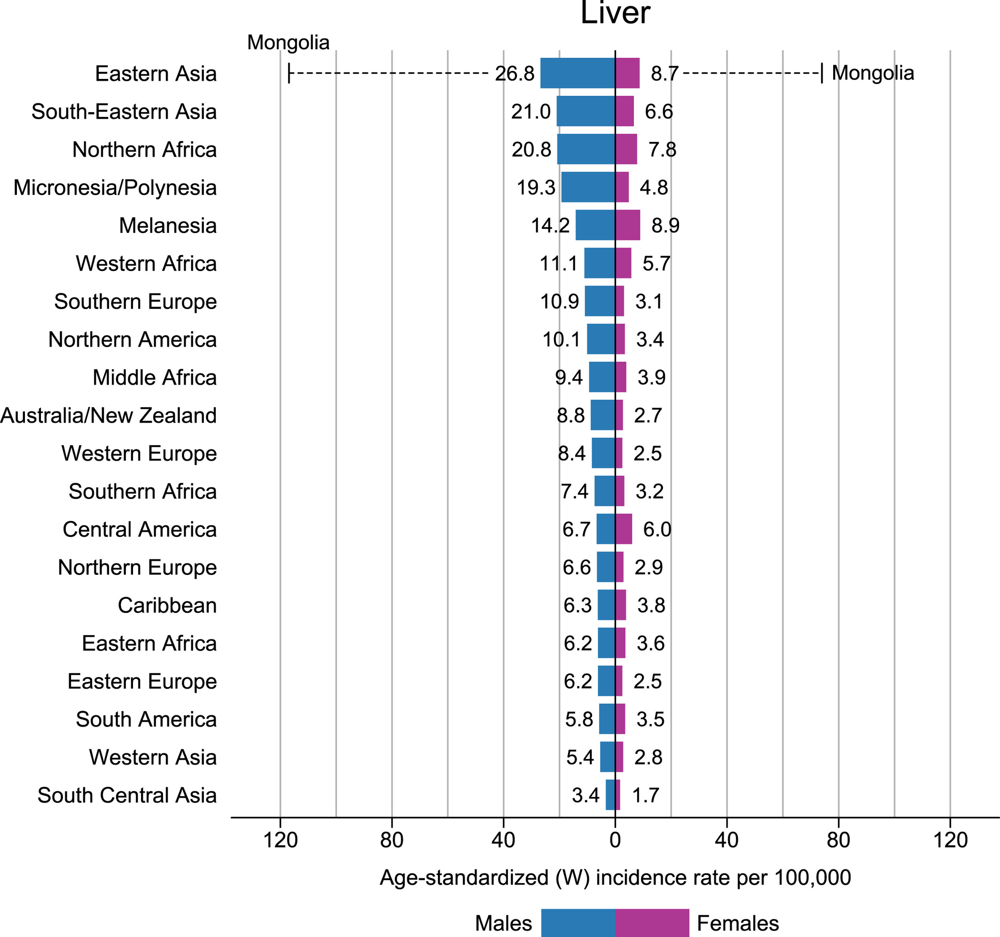 Liver
Mongolia
Eastern Asia 26.8 8.7 Mongolia
South-Eastern Asia 21.0 6.6
Northern Africa 20.8 7.8
Micronesia/Polynesia 19.3 4.8
Melanesia 14.2 8.9
Western Africa 11.1 5.7
Southern Europe 10.9 3.1
Northern America 10.1 3.4
Middle Africa 9.4 3.9
Australia/New Zealand 8.8 2.7
Western Europe 8.4 2.5
Southern Africa 7.4 3.2
Central America 6.7 6.0
Northern Europe 6.6 2.9
Caribbean 6.3 3.8
Eastern Africa 6.2 3.6
Eastern Europe 6.2 2.5
South America 5.8 3.5
Western Asia 5.4 2.8
South Central Asia 3.4 1.7
120 80 40 0 40 80 120
Age-standardized (W) incidence rate per 100,000
Males Females